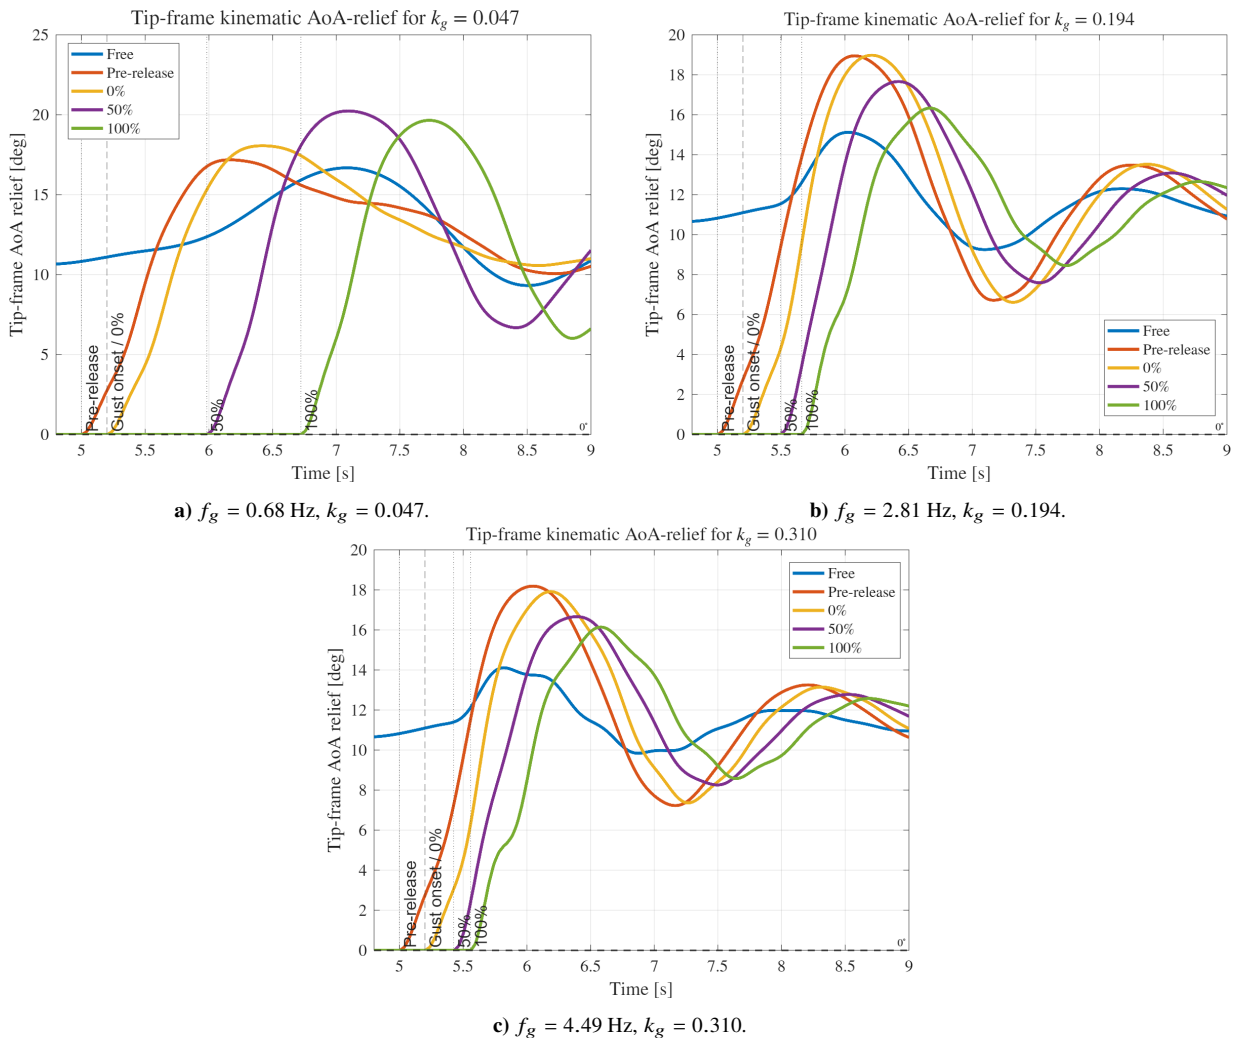 Tip-frame kinematic AoA-relief for k_g = 0.047
25
20
15
10
5
0
Tip-frame AoA relief [deg]
Free
Pre-release
0%
50%
100%
Pre-release
Gust onset / 0%
50%
100%
0°
5 5.5 6 6.5 7 7.5 8 8.5 9
Time [s]
a) f_g = 0.68 Hz, k_g = 0.047.
Tip-frame kinematic AoA-relief for k_g = 0.194
20
18
16
14
12
10
8
6
4
2
0
Tip-frame AoA relief [deg]
Free
Pre-release
0%
50%
100%
Pre-release
Gust onset / 0%
50%
100%
0°
5 5.5 6 6.5 7 7.5 8 8.5 9
Time [s]
b) f_g = 2.81 Hz, k_g = 0.194.
Tip-frame kinematic AoA-relief for k_g = 0.310
20
18
16
14
12
10
8
6
4
2
0
Tip-frame AoA relief [deg]
Free
Pre-release
0%
50%
100%
Pre-release
Gust onset / 0%
50%
100%
0°
5 5.5 6 6.5 7 7.5 8 8.5 9
Time [s]
c) f_g = 4.49 Hz, k_g = 0.310.